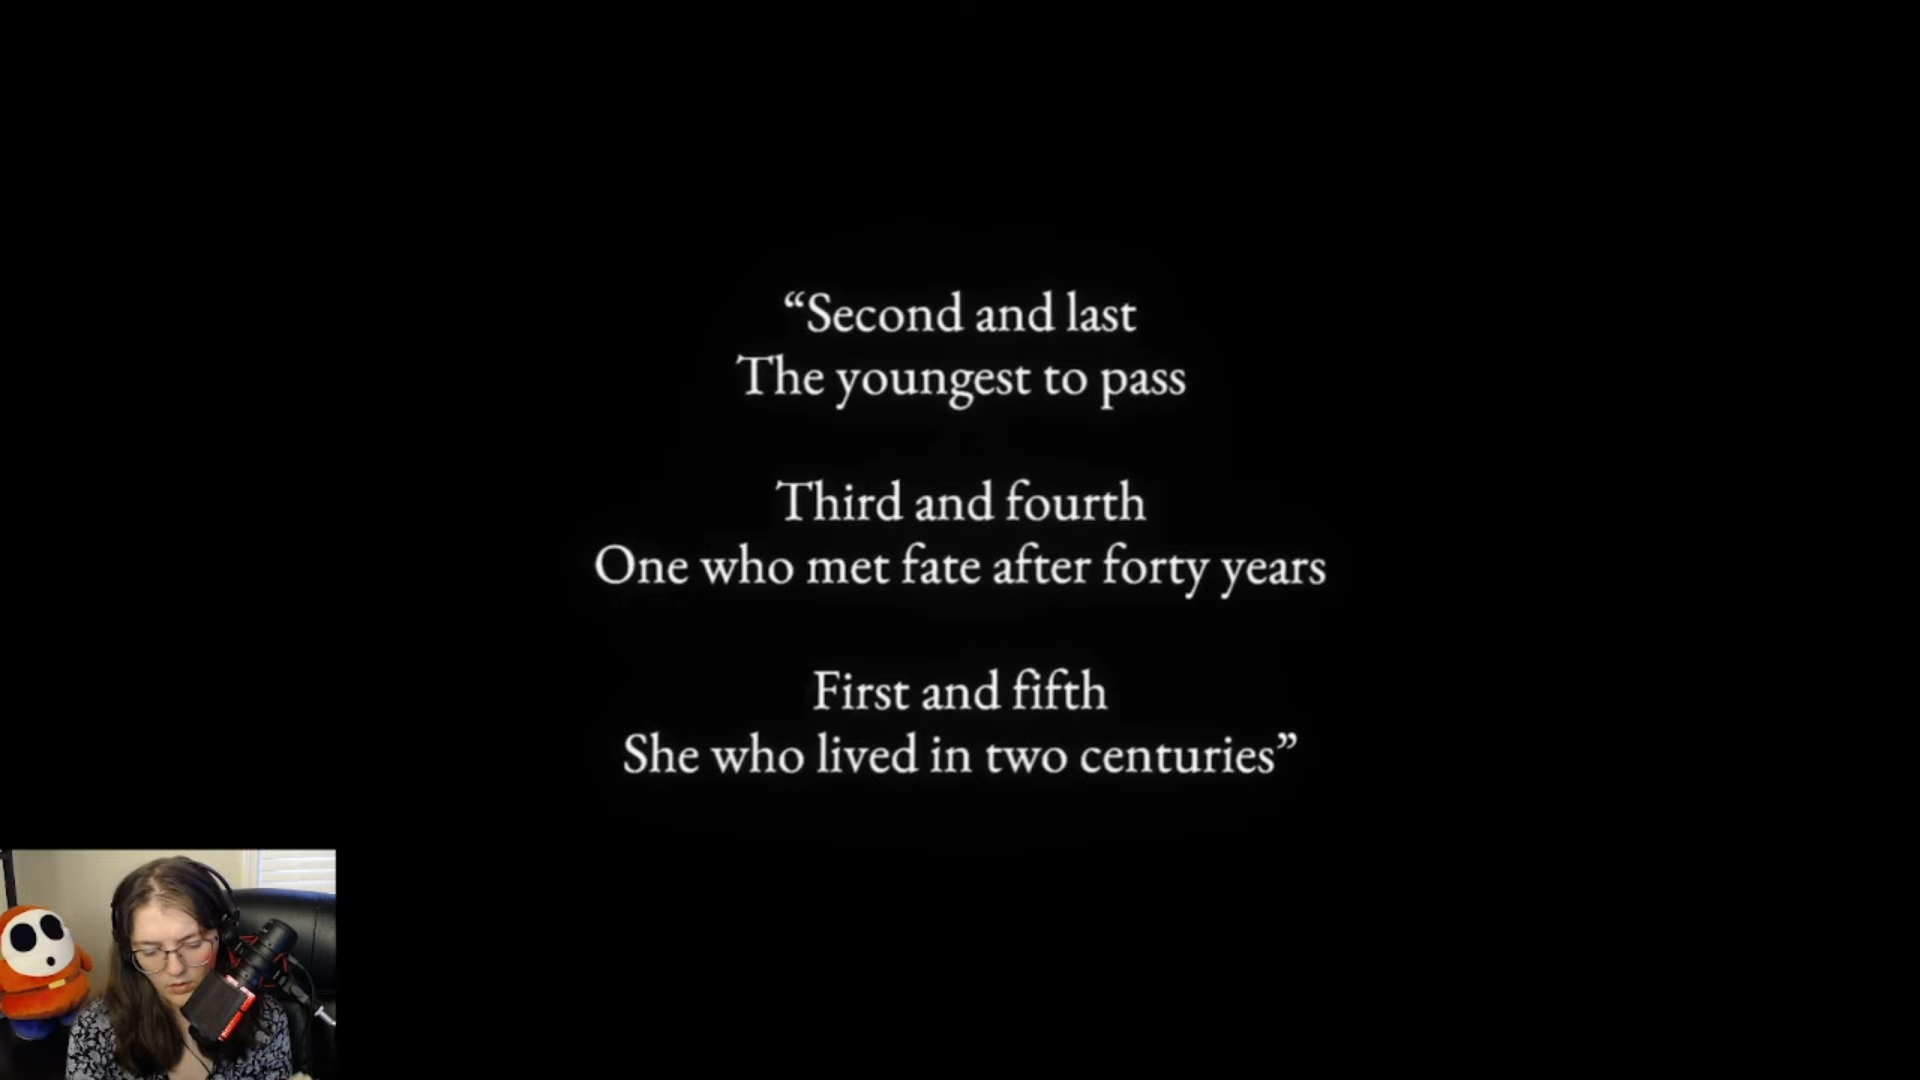 “Second and last
The youngest to pass
Third and fourth
One who met fate after forty years
First and fifth
She who lived in two centuries”